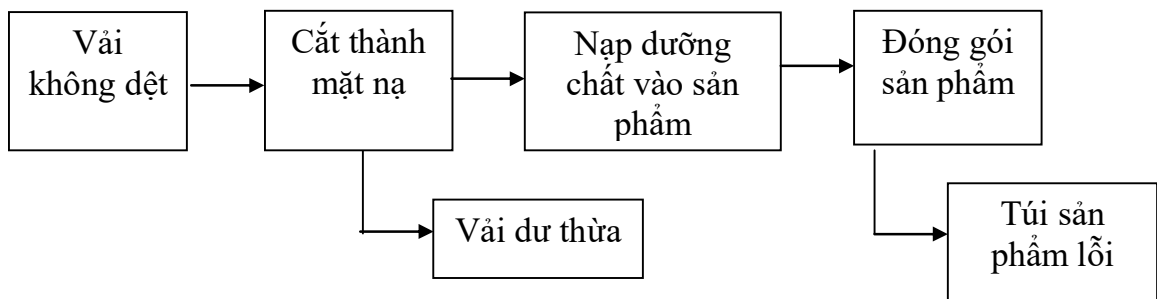 Vải
không dệt
Cắt thành
mặt nạ
Nạp dưỡng
chất vào sản
phẩm
Đóng gói
sản phẩm
Vải dư thừa
Túi sản
phẩm lỗi